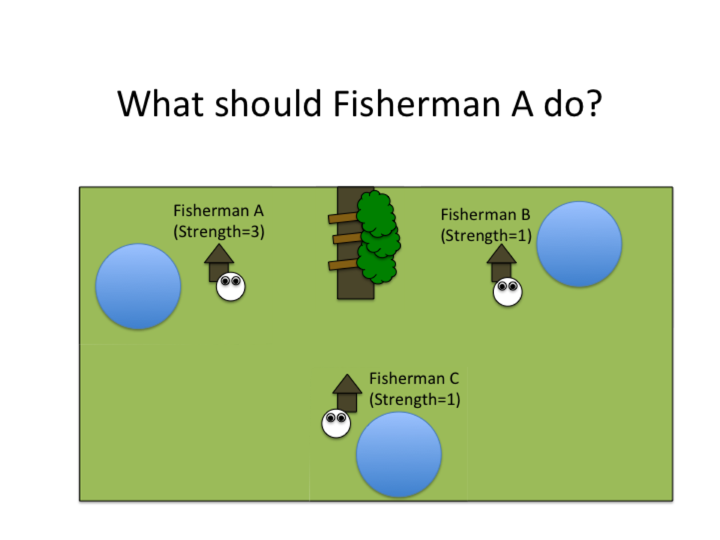 What should Fisherman A do?
Fisherman A
(Strength=3)
Fisherman B
(Strength=1)
Fisherman C
(Strength=1)